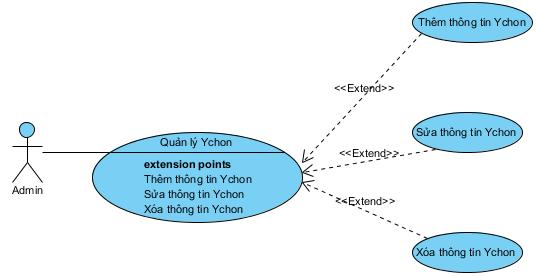 Thêm thông tin Ychon
<<Extend>>
Quản lý Ychon
extension points
Thêm thông tin Ychon
Sửa thông tin Ychon
Xóa thông tin Ychon
Admin
<<Extend>>
Sửa thông tin Ychon
<<Extend>>
Xóa thông tin Ychon